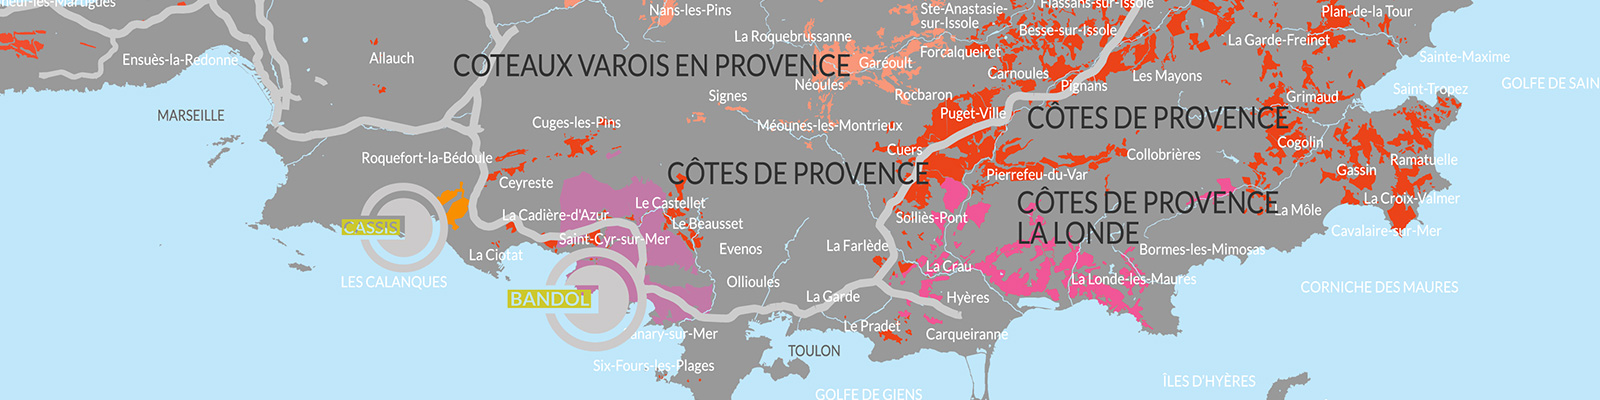 Nans-les-Pins
Ste-Anastasie-
sur-Issole
Flassans-sur-Issole
Plan-de-la Tour
La Roquebrussanne
Besse-sur-Issole
La Garde-Freinet
Forcalqueiret
Ensuès-la-Redonne
Allauch
COTEAUX VAROIS EN PROVENCE
Garéoult
Sainte-Maxime
Carnoules
Les Mayons
Néoules
Pignans
GOLFE DE SAIN
Signes
Rocbaron
Saint-Tropez
Grimaud
MARSEILLE
Puget-Ville
CÔTES DE PROVENCE
Cuges-les-Pins
Méounes-les-Montrieux
Cogolin
Cuers
Roquefort-la-Bédoule
Collobrières
Ramatuelle
CÔTES DE PROVENCE
Pierrefeu-du-Var
Gassin
Ceyreste
Le Castellet
CÔTES DE PROVENCE
LA LONDE
La Croix-Valmer
La Môle
La Cadière-d'Azur
Le Beausset
Solliès-Pont
CASSIS
Cavalaire-sur-Mer
Saint-Cyr-sur-Mer
Evenos
La Farlède
Bormes-les-Mimosas
La Ciotat
La Crau
LES CALANQUES
Ollioules
La Londe-les-Maures
CORNICHE DES MAURES
BANDOL
La Garde
Hyères
anary-sur-Mer
Le Pradet
Carqueiranne
TOULON
Six-Fours-les-Plages
ÎLES D'HYÈRES
GOLFE DE GIENS